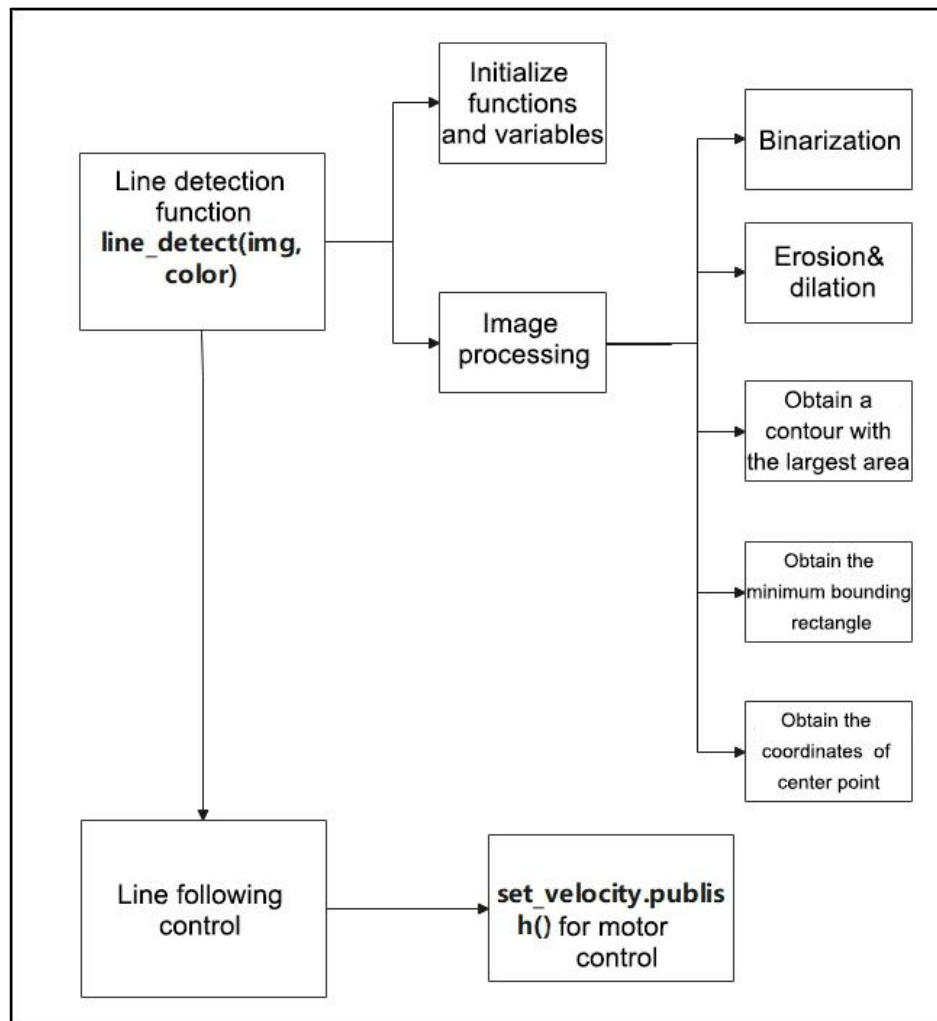 Line detection
function
line_detect(img,
color)
Initialize
functions
and variables
Image
processing
Binarization
Erosion&
dilation
Obtain a
contour with
the largest area
Obtain the
minimum bounding
rectangle
Obtain the
coordinates of
center point
Line following
control
set_velocity.publis
h() for motor
control